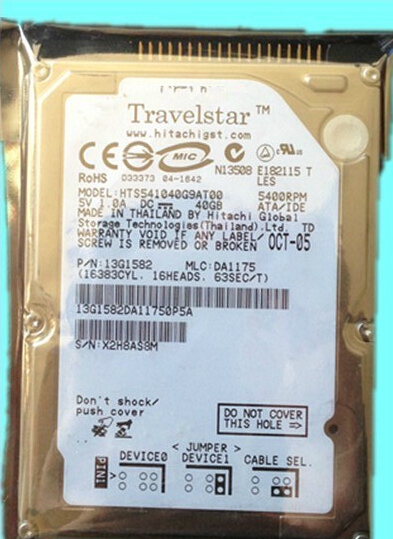 Travelstar™
www.hitachigst.com
CE MIC
N13508 E182115 T
RoHS 033373 04-1642 LES
MODEL:HTS541040G9AT00 5400RPM
5V 1.0A DC 40GB ATA/IDE
MADE IN THAILAND BY Hitachi Global
Storage Technologies(Thailand)Ltd. TD
WARRANTY VOID IF ANY LABEL/ OCT-05
SCREW IS REMOVED OR BROKEN
P/N:13G1582 MLC:DA1175
(16383CYL. 16HEADS. 63SEC/T)
13G1582DA11750P5A
S/N:X2H8AS8M
Don't shock/
push cover
DO NOT COVER
THIS HOLE
< JUMPER >
DEVICE0 DEVICE1 CABLE SEL.
PIN1